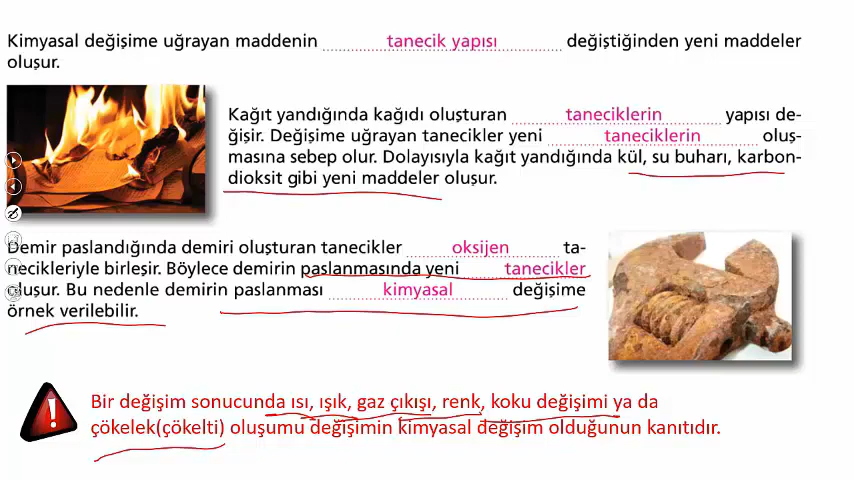 Kimyasal değişime uğrayan maddenin tanecik yapısı değiştiğinden yeni maddeler
oluşur.
Kağıt yandığında kağıdı oluşturan taneciklerin yapısı de-
ğişir. Değişime uğrayan tanecikler yeni taneciklerin oluş-
masına sebep olur. Dolayısıyla kağıt yandığında kül, su buharı, karbon-
dioksit gibi yeni maddeler oluşur.
Demir paslandığında demiri oluşturan tanecikler oksijen ta-
necikleriyle birleşir. Böylece demirin paslanmasında yeni tanecikler
oluşur. Bu nedenle demirin paslanması kimyasal değişime
örnek verilebilir.
Bir değişim sonucunda ısı, ışık, gaz çıkışı, renk, koku değişimi ya da
çökelek(çökelti) oluşumu değişimin kimyasal değişim olduğunun kanıtıdır.